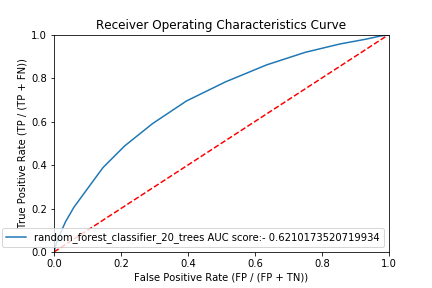 Receiver Operating Characteristics Curve
1.0
0.8
0.6
0.4
0.2
0.0
True Positive Rate (TP / (TP + FN))
random_forest_classifier_20_trees AUC score:- 0.6210173520719934
0.0 0.2 0.4 0.6 0.8 1.0
False Positive Rate (FP / (FP + TN))